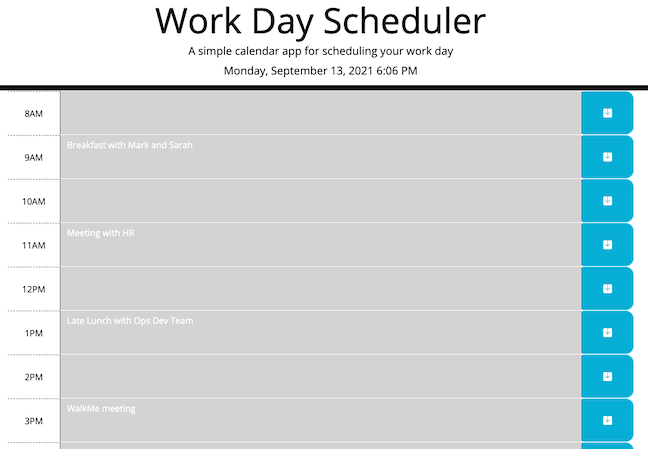 Work Day Scheduler
A simple calendar app for scheduling your work day
Monday, September 13, 2021 6:06 PM
8AM
9AM Breakfast with Mark and Sarah
10AM
11AM Meeting with HR
12PM
1PM Late Lunch with Ops Dev Team
2PM
3PM WalkMe meeting